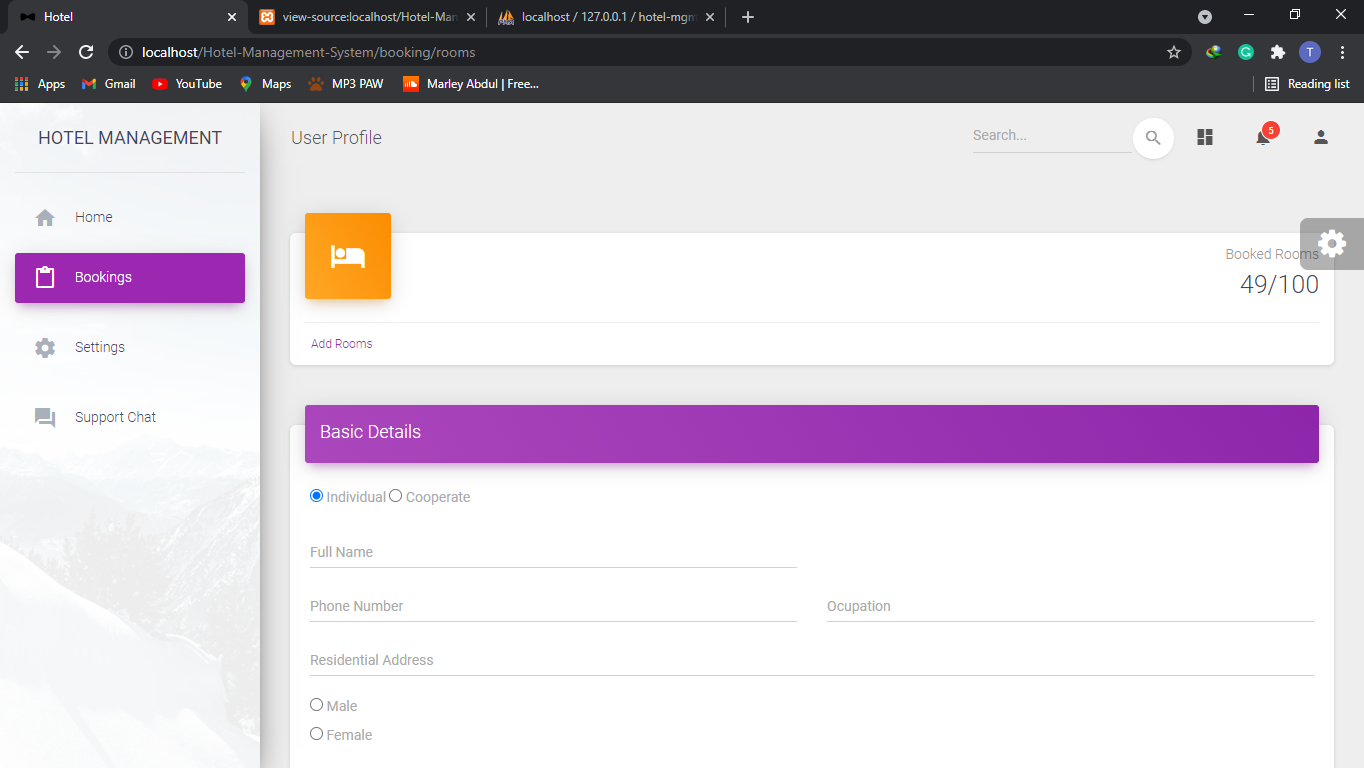 Hotel
view-source:localhost/Hotel-Man
localhost / 127.0.0.1 / hotel-mgm
localhost/Hotel-Management-System/booking/rooms
T
Apps
Gmail
YouTube
Maps
MP3 PAW
Marley Abdul | Free...
Reading list
HOTEL MANAGEMENT
User Profile
Search...
5
Home
Bookings
Settings
Support Chat
Booked Rooms
49/100
Add Rooms
Basic Details
Individual Cooperate
Full Name
Phone Number
Ocupation
Residential Address
Male
Female